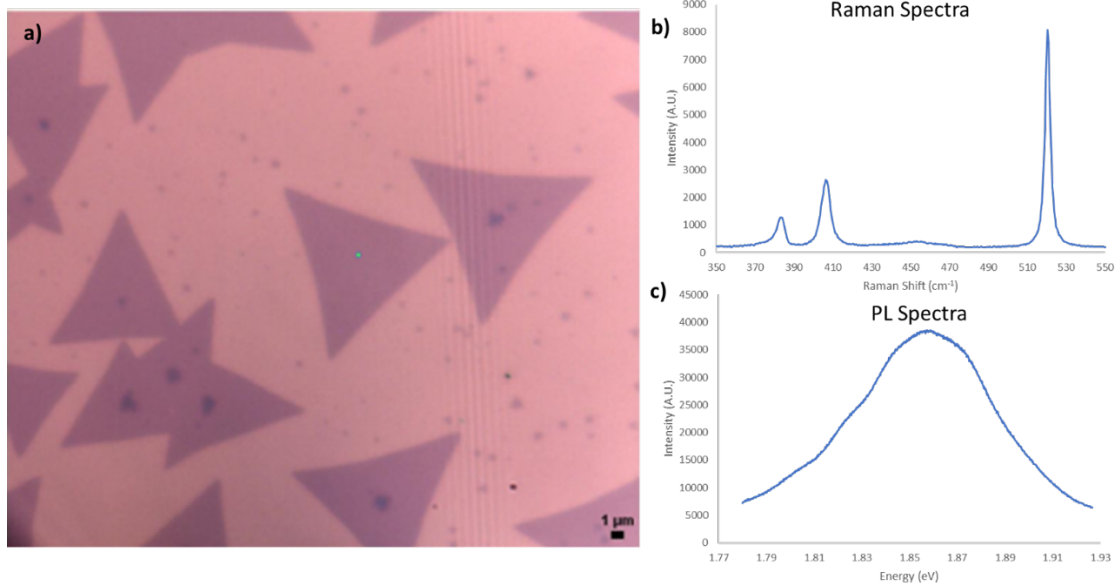 a)
1 μm
b)
Raman Spectra
9000
8000
7000
6000
5000
4000
3000
2000
1000
0
Intensity (A.U.)
350 370 390 410 430 450 470 490 510 530 550
Raman Shift (cm⁻¹)
c)
PL Spectra
45000
40000
35000
30000
25000
20000
15000
10000
5000
0
Intensity (A.U.)
1.77 1.79 1.81 1.83 1.85 1.87 1.89 1.91 1.93
Energy (eV)